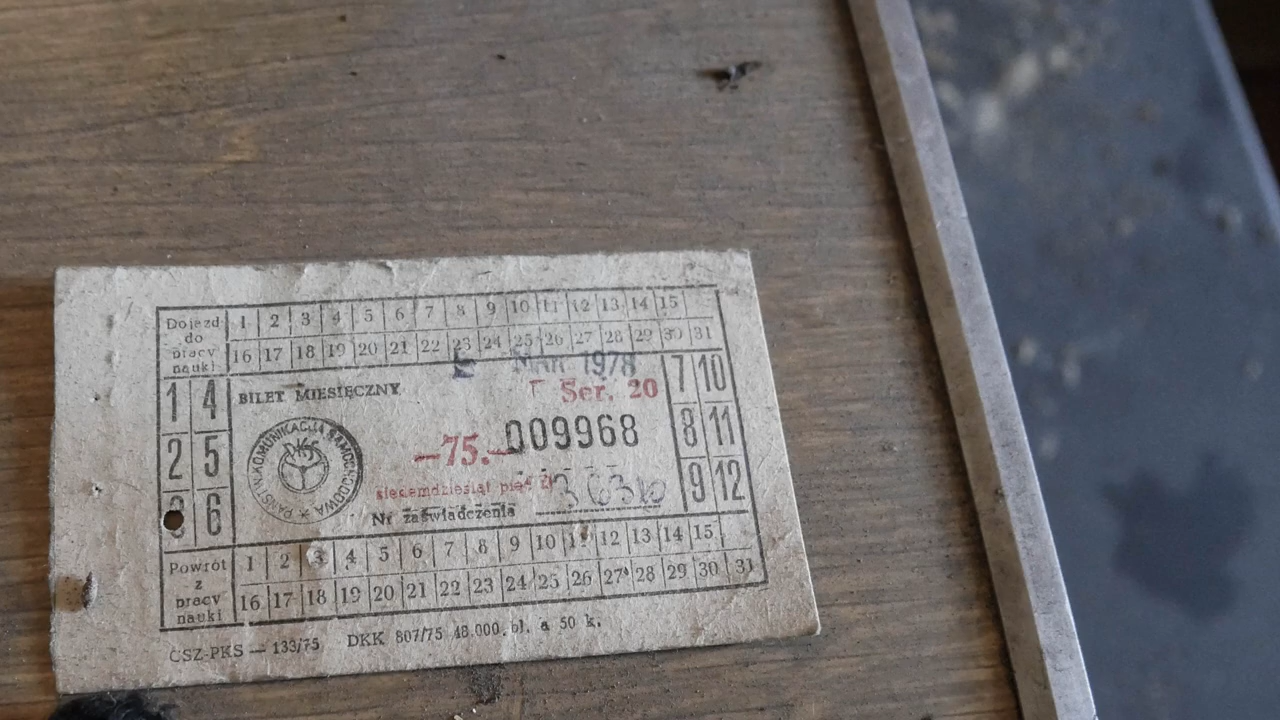 Dojazd do pracy nauki
1 2 3 4 5 6 7 8 9 10 11 12 13 14 15
16 17 18 19 20 21 22 23 24 25 26 27 28 29 30 31
Mar. 1978
1 4
2 5
3 6
BILET MIESIĘCZNY
Ser. 20
009968
—75.—
siedemdziesiąt pięć zł
Nr zaświadczenia
PAŃSTW. KOMUNIKACJA SAMOCHODOWA
7 10
8 11
9 12
Powrót z pracy nauki
1 2 3 4 5 6 7 8 9 10 11 12 13 14 15
16 17 18 19 20 21 22 23 24 25 26 27 28 29 30 31
CSZ-PKS — 133/75 DKK 807/75 48.000.bl. a 50 k.